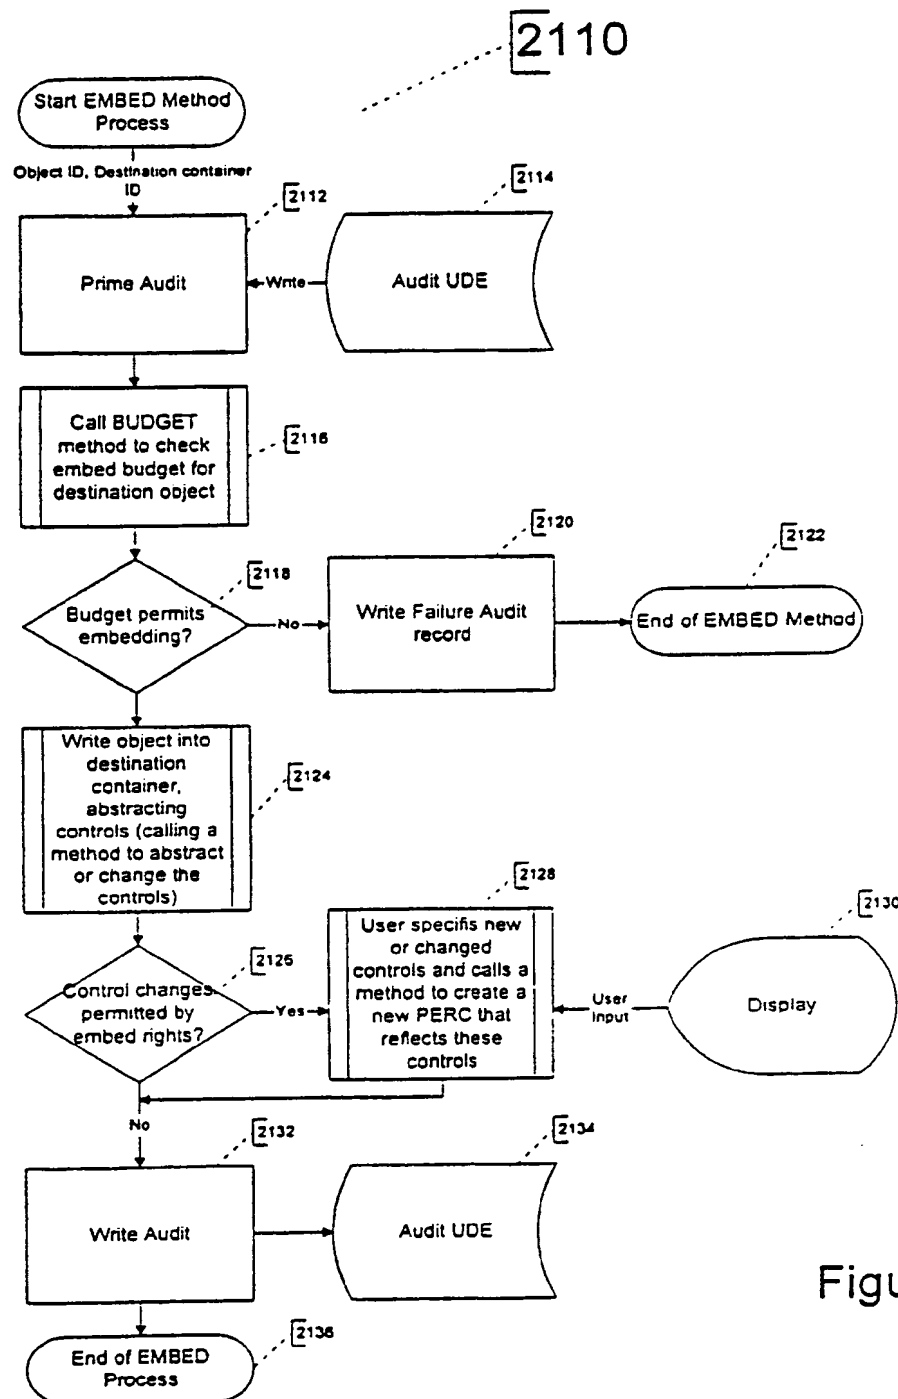 2110
Start EMBED Method
Process
Object ID, Destination container
ID
2112
2114
Prime Audit
Write
Audit UDE
Call BUDGET
method to check
embed budget for
destination object
2116
2118
2120
2122
Budget permits
embedding?
No
Write Failure Audit
record
End of EMBED Method
Write object into
destination
container,
abstracting
controls (calling a
method to abstract
or change the
controls)
2124
2126
2128
2130
Control changes
permitted by
embed rights?
Yes
User specifis new
or changed
controls and calls a
method to create a
new PERC that
reflects these
controls
User
Input
Display
No
2132
2134
Write Audit
Audit UDE
Figu
2136
End of EMBED
Process